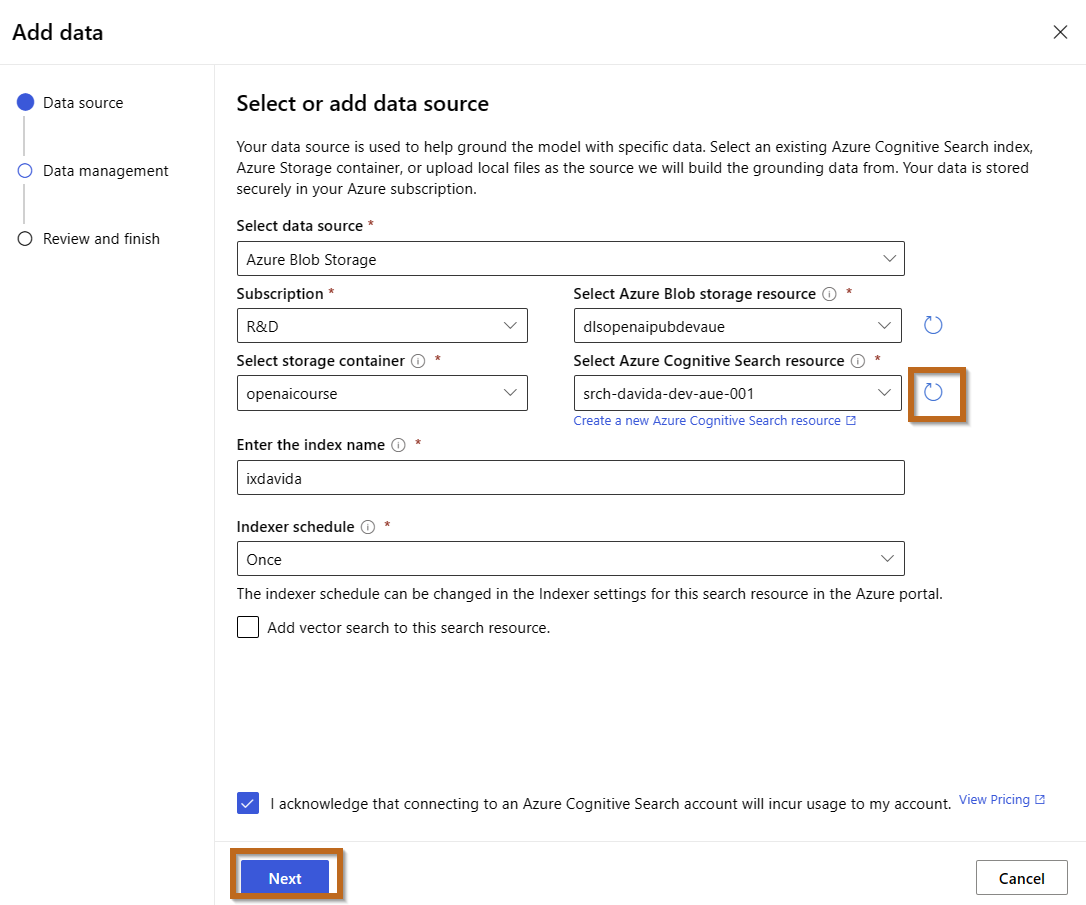 Add data
Data source
Data management
Review and finish
Select or add data source
Your data source is used to help ground the model with specific data. Select an existing Azure Cognitive Search index,
Azure Storage container, or upload local files as the source we will build the grounding data from. Your data is stored
securely in your Azure subscription.
Select data source *
Azure Blob Storage
Subscription *
Select Azure Blob storage resource *
R&D
dlsopenaipubdevaue
Select storage container *
Select Azure Cognitive Search resource *
openaicourse
srch-davida-dev-aue-001
Create a new Azure Cognitive Search resource
Enter the index name *
ixdavida
Indexer schedule *
Once
The indexer schedule can be changed in the Indexer settings for this search resource in the Azure portal.
Add vector search to this search resource.
I acknowledge that connecting to an Azure Cognitive Search account will incur usage to my account. View Pricing
Next
Cancel